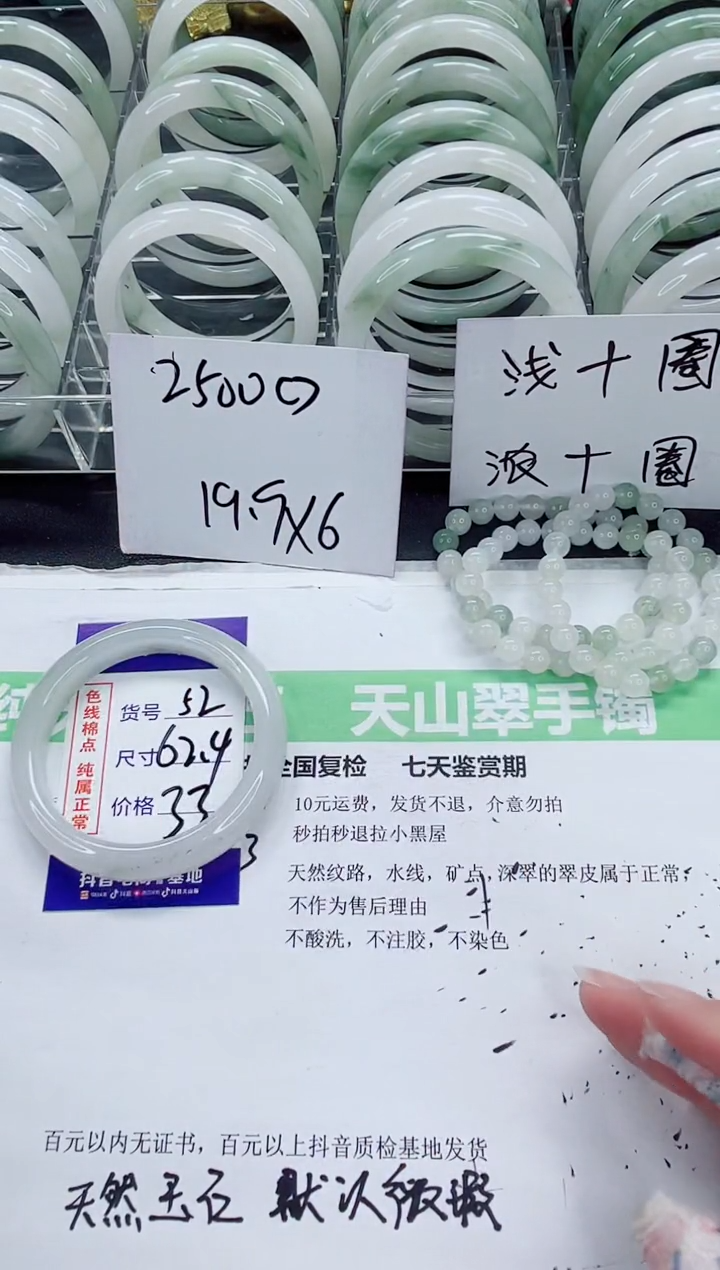 2500
19.9X6
浅十圈
天山翠手镯
色线棉点 纯属正常
货号 52
尺寸 62.4
价格 33
全国复检 七天鉴赏期
10元运费，发货不退，介意勿拍
秒拍秒退拉小黑屋
天然纹路，水线，矿点，深翠的翠皮属于正常，
不作为售后理由
不酸洗，不注胶，不染色
百元以内无证书，百元以上抖音质检基地发货
天然玉石 默认微瑕